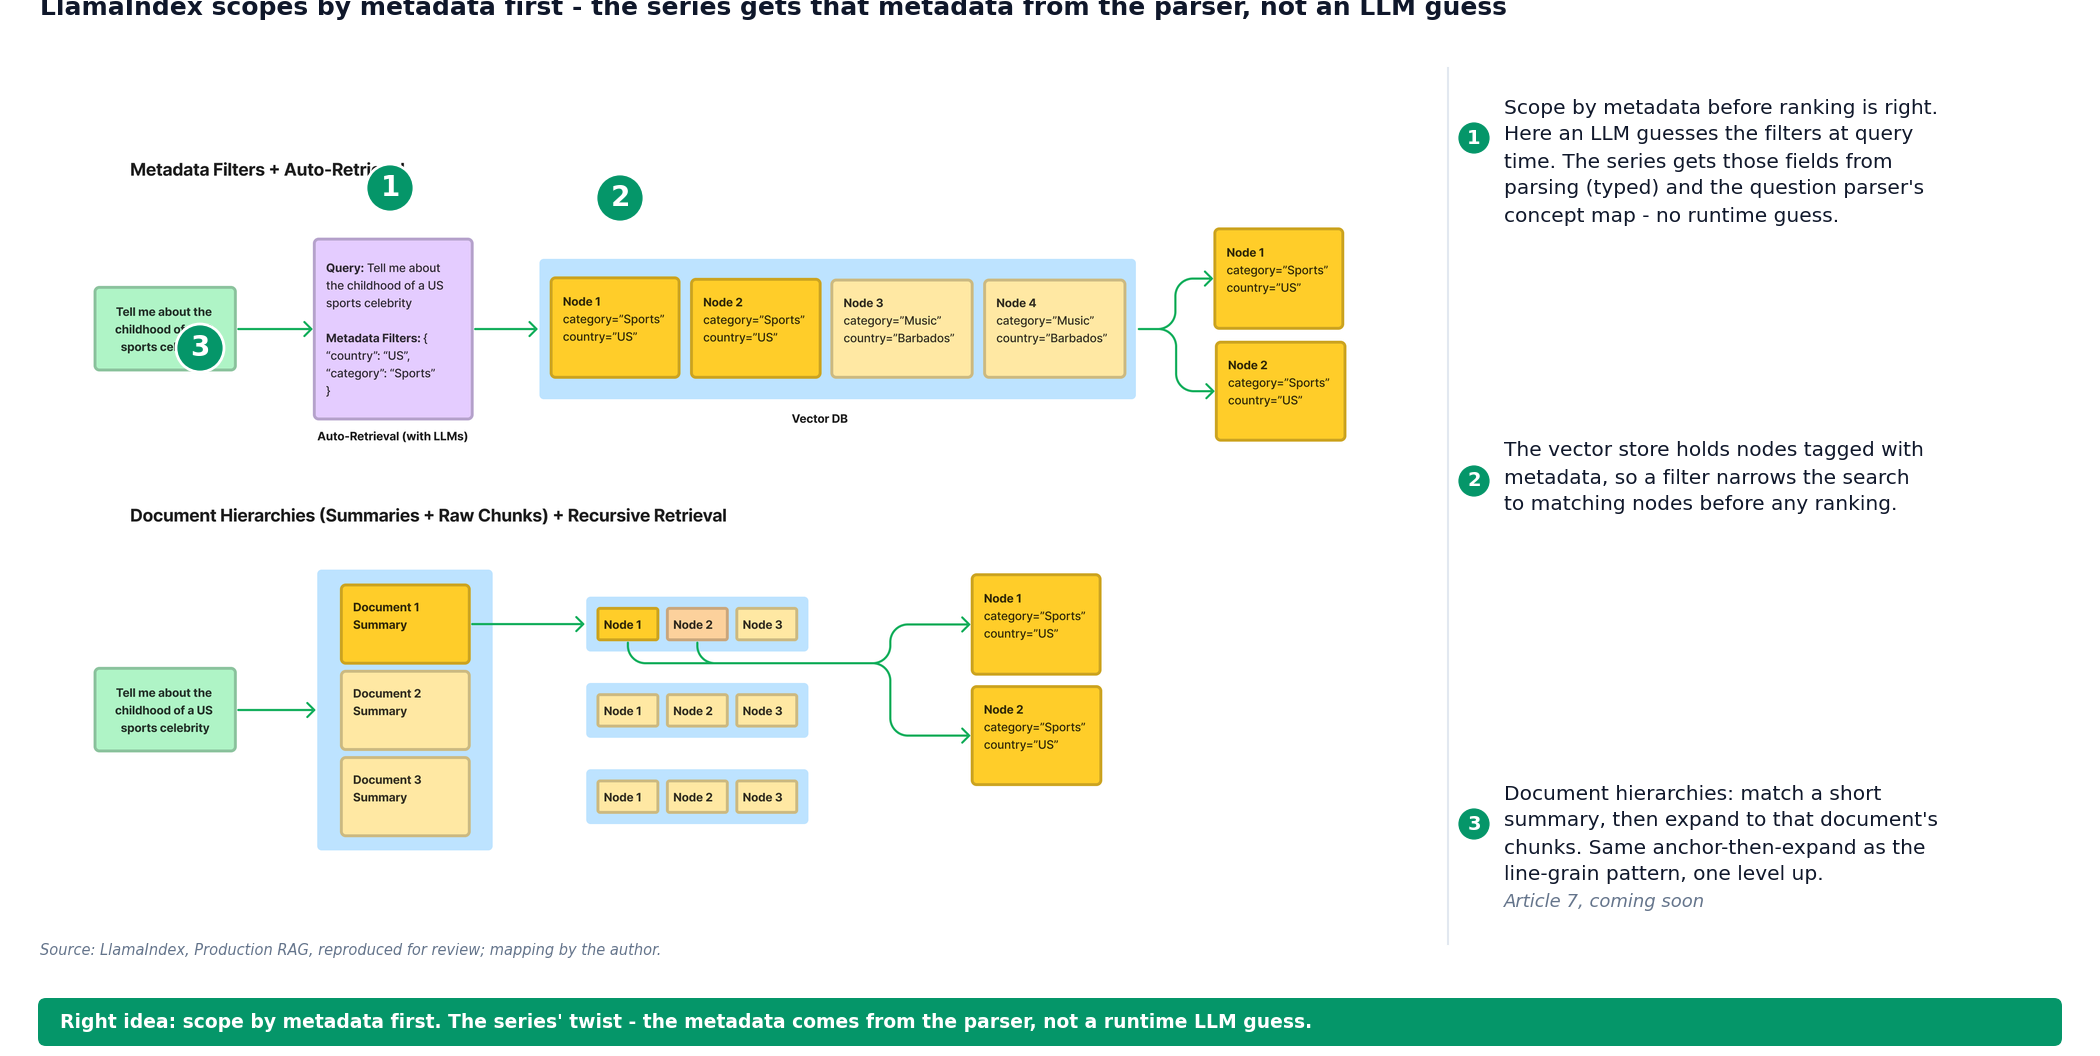 LlamaIndex scopes by metadata first - the series gets that metadata from the parser, not an LLM guess
Metadata Filters + Auto-Retrieval
1
2
Tell me about the
childhood of
sports cel
3
Query: Tell me about
the childhood of a US
sports celebrity
Metadata Filters: {
“country”: “US”,
“category”: “Sports”
}
Auto-Retrieval (with LLMs)
Node 1
category=”Sports”
country=”US”
Node 2
category=”Sports”
country=”US”
Node 3
category=”Music”
country=”Barbados”
Node 4
category=”Music”
country=”Barbados”
Vector DB
Node 1
category=”Sports”
country=”US”
Node 2
category=”Sports”
country=”US”
Document Hierarchies (Summaries + Raw Chunks) + Recursive Retrieval
Tell me about the
childhood of a US
sports celebrity
Document 1
Summary
Document 2
Summary
Document 3
Summary
Node 1
Node 2
Node 3
Node 1
Node 2
Node 3
Node 1
Node 2
Node 3
Node 1
category=”Sports”
country=”US”
Node 2
category=”Sports”
country=”US”
1
Scope by metadata before ranking is right.
Here an LLM guesses the filters at query
time. The series gets those fields from
parsing (typed) and the question parser's
concept map - no runtime guess.
2
The vector store holds nodes tagged with
metadata, so a filter narrows the search
to matching nodes before any ranking.
3
Document hierarchies: match a short
summary, then expand to that document's
chunks. Same anchor-then-expand as the
line-grain pattern, one level up.
Article 7, coming soon
Source: LlamaIndex, Production RAG, reproduced for review; mapping by the author.
Right idea: scope by metadata first. The series' twist - the metadata comes from the parser, not a runtime LLM guess.